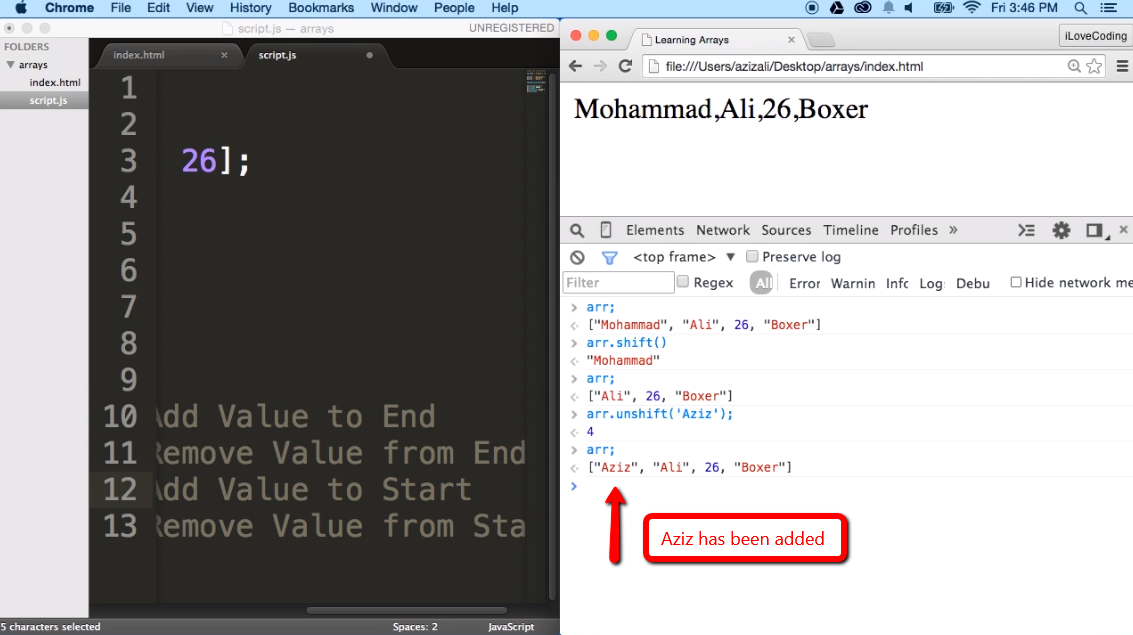 Chrome File Edit View History Bookmarks Window People Help Fri 3:46 PM
script.js — arrays UNREGISTERED
FOLDERS
arrays
index.html
script.js
index.html × script.js
1
2
3 26];
4
5
6
7
8
9
10 Add Value to End
11 Remove Value from End
12 Add Value to Start
13 Remove Value from Sta
5 characters selected Spaces: 2 JavaScript
Learning Arrays × iLoveCoding
file:///Users/azizali/Desktop/arrays/index.html
Mohammad,Ali,26,Boxer
Elements Network Sources Timeline Profiles » ×
<top frame> ▼ Preserve log
Filter Regex All Error Warnin Infc Log Debu Hide network me
> arr;
<· ["Mohammad", "Ali", 26, "Boxer"]
> arr.shift()
<· "Mohammad"
> arr;
<· ["Ali", 26, "Boxer"]
> arr.unshift('Aziz');
<· 4
> arr;
<· ["Aziz", "Ali", 26, "Boxer"]
>
Aziz has been added